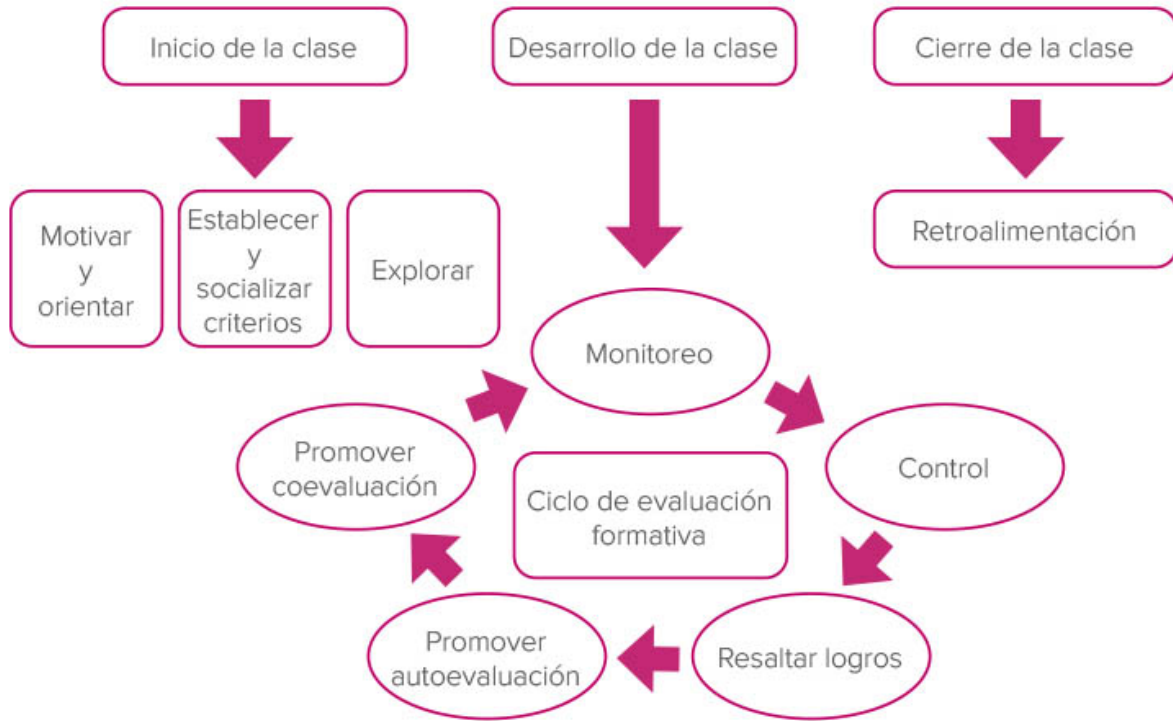 Inicio de la clase
Desarrollo de la clase
Cierre de la clase
Motivar
y
orientar
Establecer
y
socializar
criterios
Explorar
Retroalimentación
Monitoreo
Promover
coevaluación
Control
Ciclo de evaluación
formativa
Promover
autoevaluación
Resaltar logros